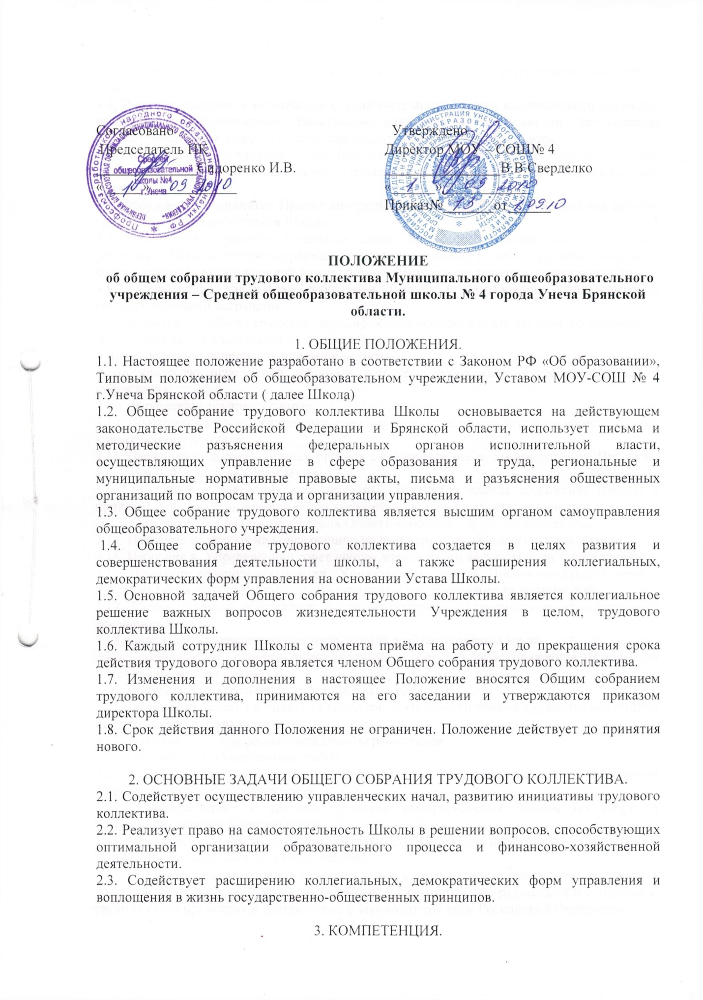 Согласовано
Председатель ПК
Сидоренко И.В.
« 10 » 09 2010
Утверждено
Директор МОУ – СОШ№ 4
В.В.Сверделко
« 1 » 09 2010
Приказ№ 13 от 1.09.10
Средней
общеобразовательной
школы №4
г.Унеча
ПОЛОЖЕНИЕ
об общем собрании трудового коллектива Муниципального общеобразовательного
учреждения – Средней общеобразовательной школы № 4 города Унеча Брянской
области.
1. ОБЩИЕ ПОЛОЖЕНИЯ.
1.1. Настоящее положение разработано в соответствии с Законом РФ «Об образовании»,
Типовым положением об общеобразовательном учреждении, Уставом МОУ-СОШ № 4
г.Унеча Брянской области ( далее Школа)
1.2. Общее собрание трудового коллектива Школы основывается на действующем
законодательстве Российской Федерации и Брянской области, использует письма и
методические разъяснения федеральных органов исполнительной власти,
осуществляющих управление в сфере образования и труда, региональные и
муниципальные нормативные правовые акты, письма и разъяснения общественных
организаций по вопросам труда и организации управления.
1.3. Общее собрание трудового коллектива является высшим органом самоуправления
общеобразовательного учреждения.
1.4. Общее собрание трудового коллектива создается в целях развития и
совершенствования деятельности школы, а также расширения коллегиальных,
демократических форм управления на основании Устава Школы.
1.5. Основной задачей Общего собрания трудового коллектива является коллегиальное
решение важных вопросов жизнедеятельности Учреждения в целом, трудового
коллектива Школы.
1.6. Каждый сотрудник Школы с момента приёма на работу и до прекращения срока
действия трудового договора является членом Общего собрания трудового коллектива.
1.7. Изменения и дополнения в настоящее Положение вносятся Общим собранием
трудового коллектива, принимаются на его заседании и утверждаются приказом
директора Школы.
1.8. Срок действия данного Положения не ограничен. Положение действует до принятия
нового.
2. ОСНОВНЫЕ ЗАДАЧИ ОБЩЕГО СОБРАНИЯ ТРУДОВОГО КОЛЛЕКТИВА.
2.1. Содействует осуществлению управленческих начал, развитию инициативы трудового
коллектива.
2.2. Реализует право на самостоятельность Школы в решении вопросов, способствующих
оптимальной организации образовательного процесса и финансово-хозяйственной
деятельности.
2.3. Содействует расширению коллегиальных, демократических форм управления и
воплощения в жизнь государственно-общественных принципов.
3. КОМПЕТЕНЦИЯ.